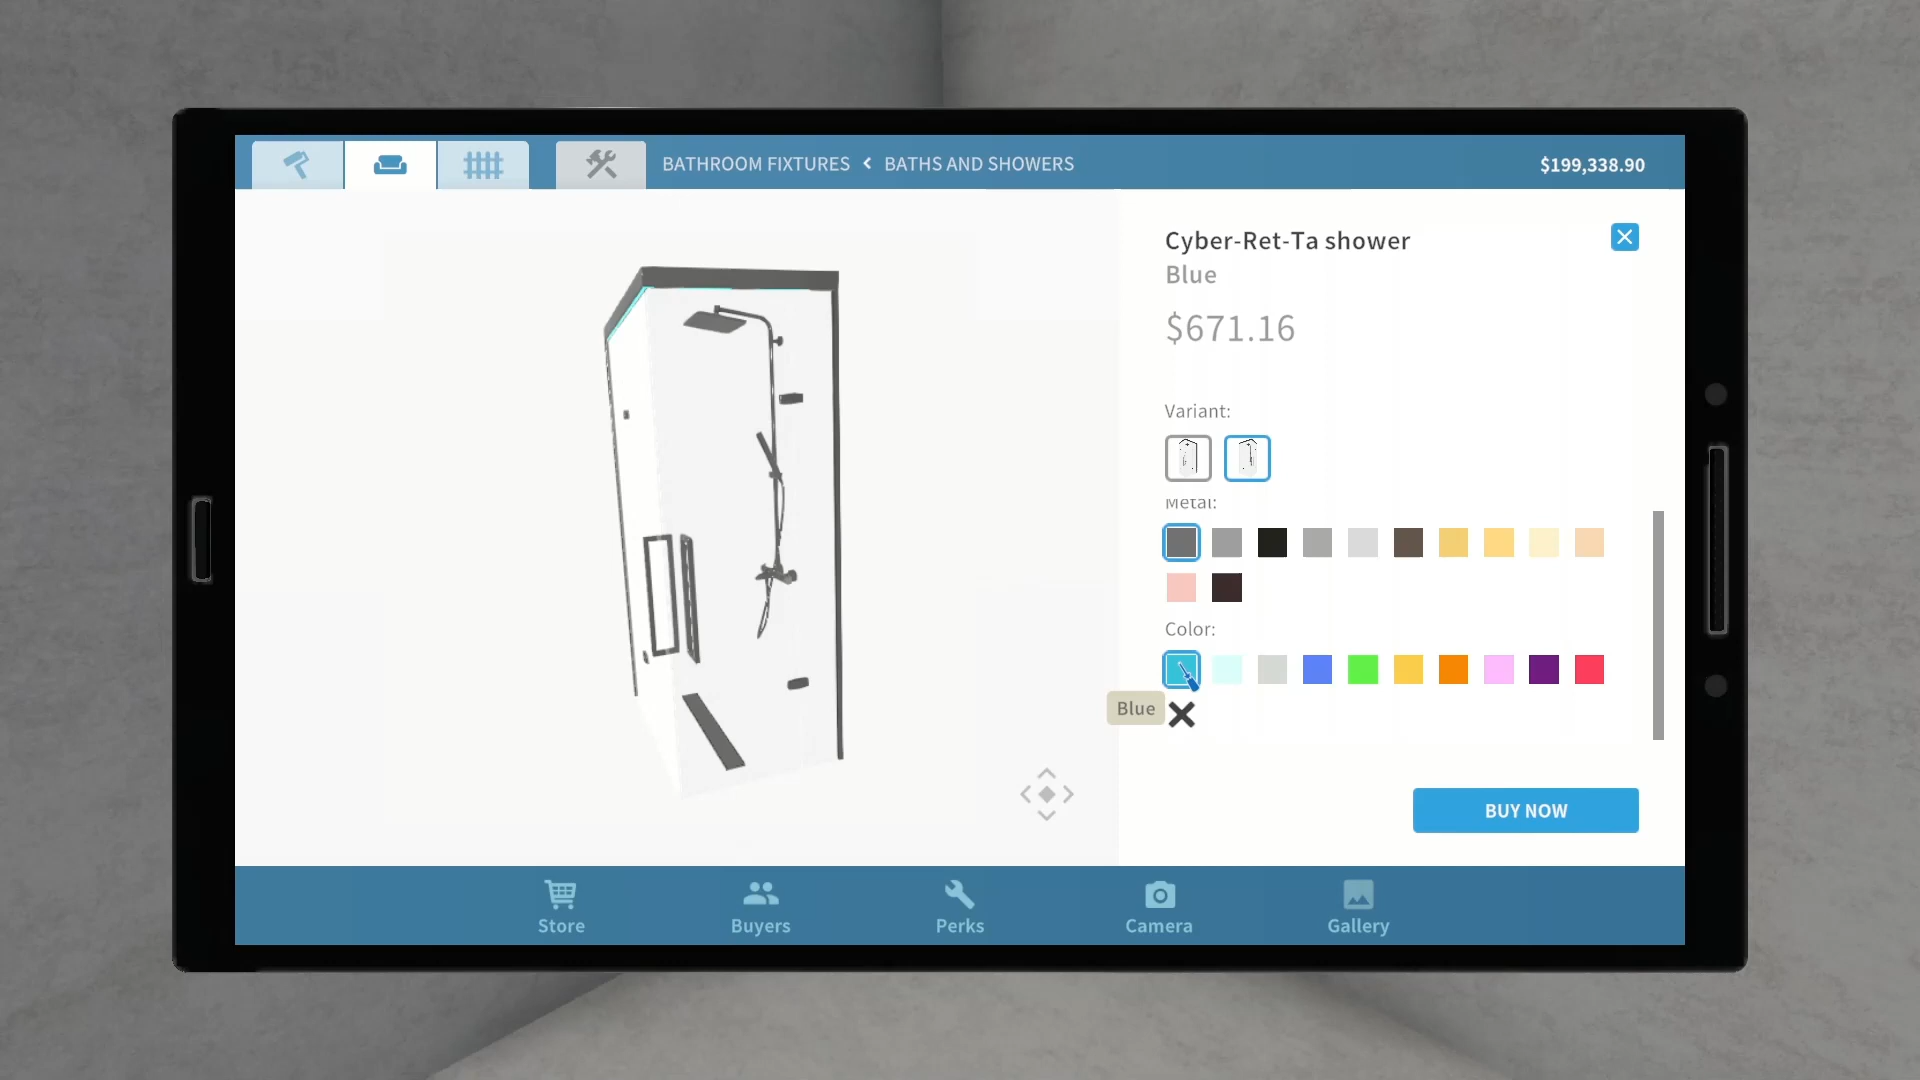 BATHROOM FIXTURES < BATHS AND SHOWERS
$199,338.90
Cyber-Ret-Ta shower
Blue
$671.16
Variant:
Metal:
Color:
Blue
BUY NOW
Store
Buyers
Perks
Camera
Gallery